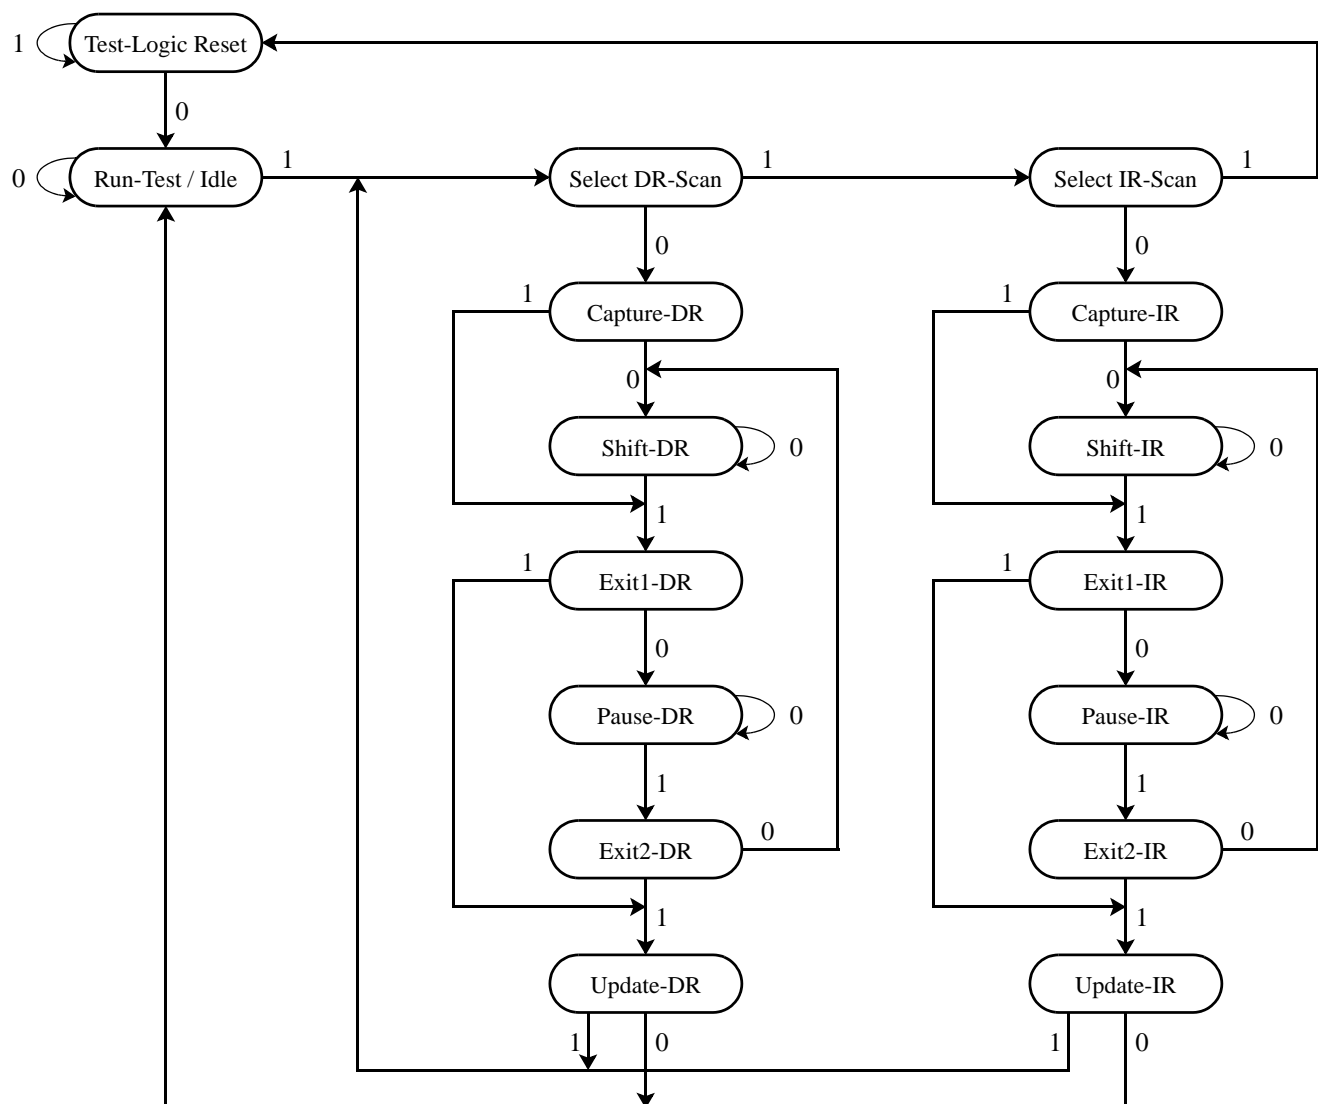 1 Test-Logic Reset
0
0 Run-Test / Idle 1 Select DR-Scan 1 Select IR-Scan 1
0 0
1 Capture-DR 1 Capture-IR
0 0
Shift-DR 0 Shift-IR 0
1 1
1 Exit1-DR 1 Exit1-IR
0 0
Pause-DR 0 Pause-IR 0
1 1
Exit2-DR 0 Exit2-IR 0
1 1
Update-DR Update-IR
1 0 1 0